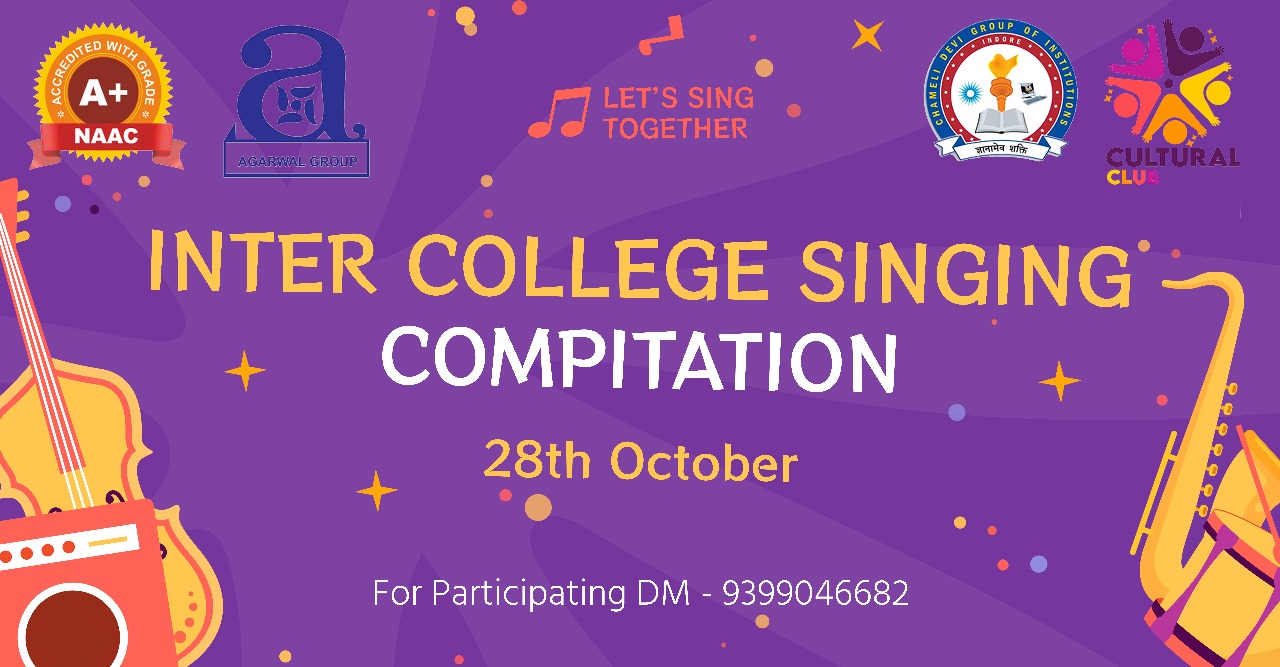 ACCREDITED WITH GRADE
A+
NAAC
a
AGARWAL GROUP
LET'S SING
TOGETHER
CHAMELI DEVI GROUP OF INSTITUTIONS
INDORE
ज्ञानामेव शक्ति
CULTURAL
CLUB
INTER COLLEGE SINGING
COMPITATION
28th October
For Participating DM - 9399046682